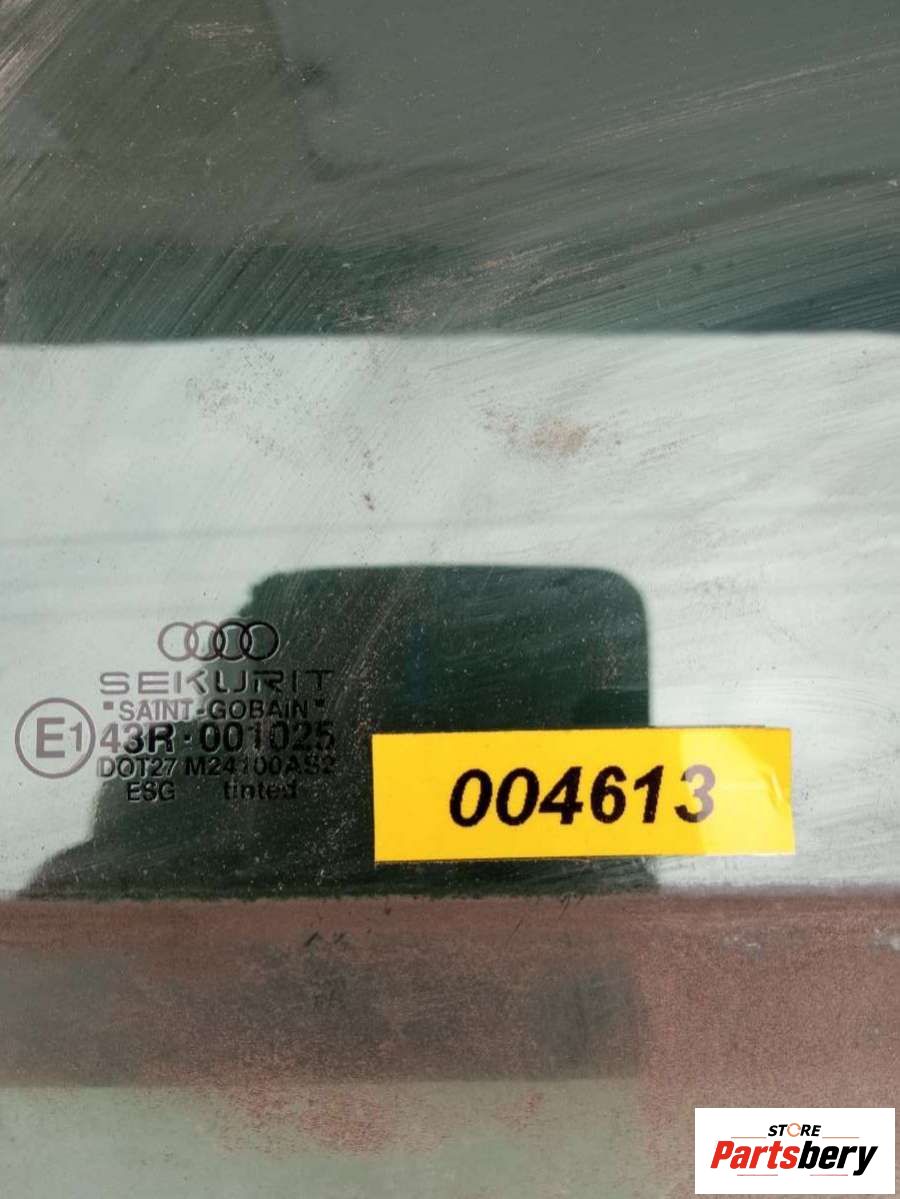 SEKURIT
"SAINT-GOBAIN"
E1 43R-001025
DOT27 M24100AS2
ESG tinted
004613
STORE
Partsbery